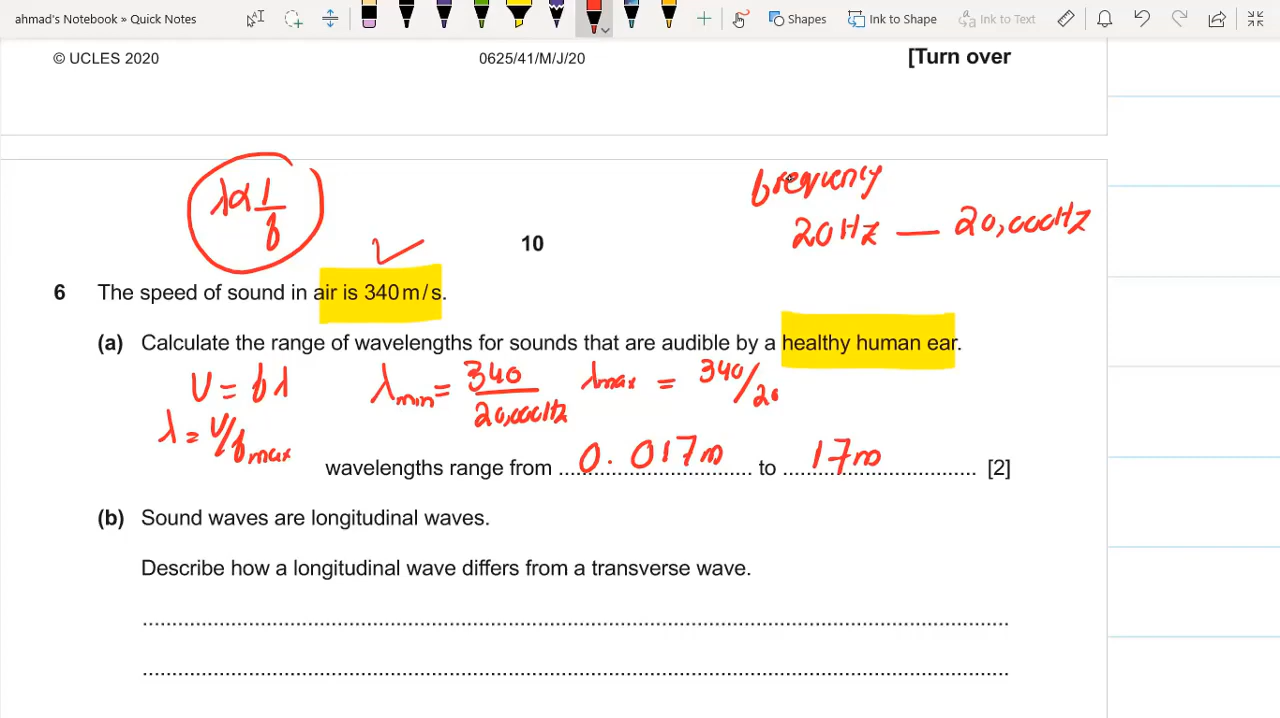 ahmad's Notebook » Quick Notes
Shapes
Ink to Shape
Ink to Text
© UCLES 2020
0625/41/M/J/20
[Turn over
λ∝ 1/f
frequency
20Hz — 20,000Hz
10
6 The speed of sound in air is 340 m/s.
(a) Calculate the range of wavelengths for sounds that are audible by a healthy human ear.
V = fλ
λmin = 340/20,000Hz
λmax = 340/20
λ = V/fmax
wavelengths range from ...0.017m... to ...17m... [2]
(b) Sound waves are longitudinal waves.
Describe how a longitudinal wave differs from a transverse wave.